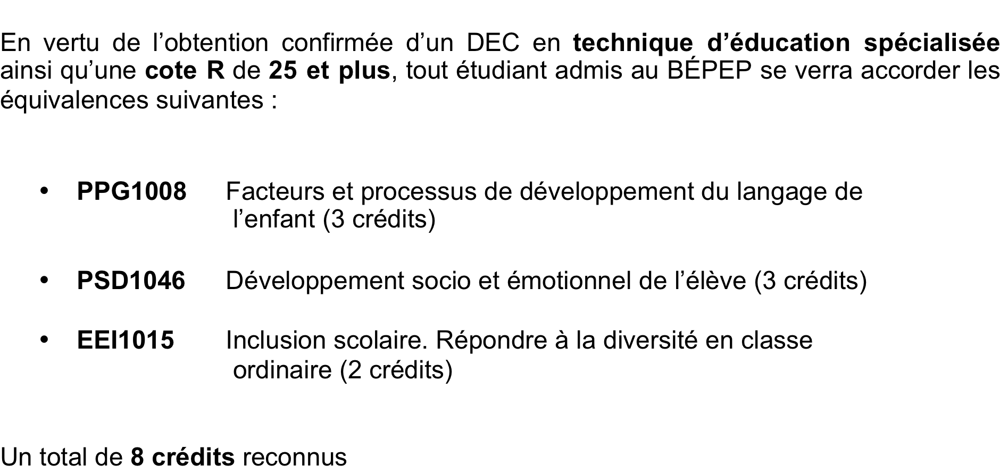 En vertu de l’obtention confirmée d’un DEC en technique d’éducation spécialisée
ainsi qu’une cote R de 25 et plus, tout étudiant admis au BÉPEP se verra accorder les
équivalences suivantes :
• PPG1008 Facteurs et processus de développement du langage de
l’enfant (3 crédits)
• PSD1046 Développement socio et émotionnel de l’élève (3 crédits)
• EEI1015 Inclusion scolaire. Répondre à la diversité en classe
ordinaire (2 crédits)
Un total de 8 crédits reconnus